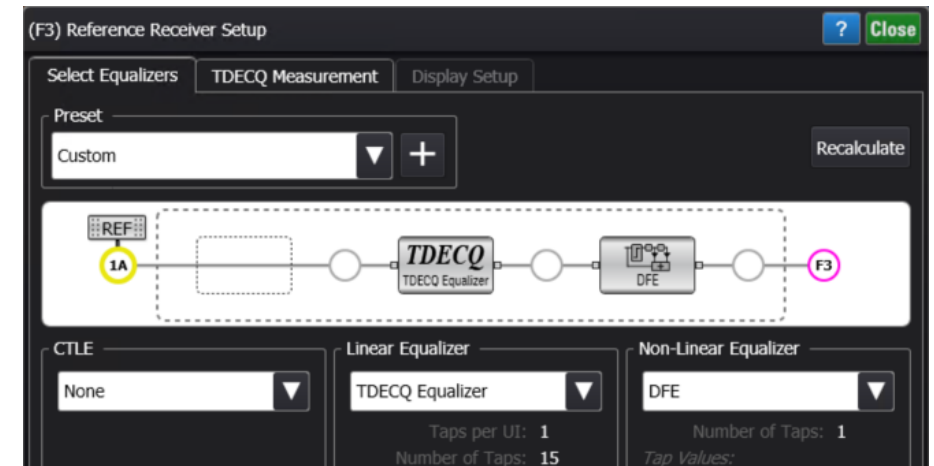 (F3) Reference Receiver Setup
? Close
Select Equalizers TDECQ Measurement Display Setup
Preset
Custom
+
Recalculate
REF
1A
TDECQ
TDECQ Equalizer
DFE
F3
CTLE
None
Linear Equalizer
TDECQ Equalizer
Taps per UI: 1
Number of Taps: 15
Non-Linear Equalizer
DFE
Number of Taps: 1
Tap Values: